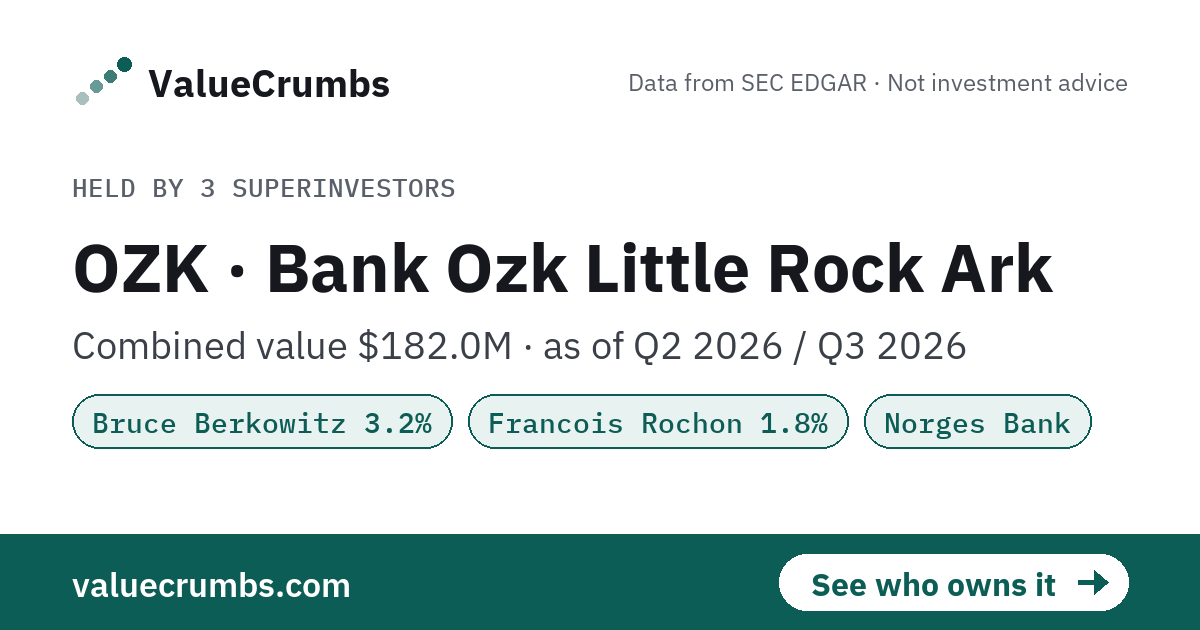 ValueCrumbs
Data from SEC EDGAR · Not investment advice
HELD BY 3 SUPERINVESTORS
OZK · Bank Ozk Little Rock Ark
Combined value $182.0M · as of Q2 2026 / Q3 2026
Bruce Berkowitz 3.2% Francois Rochon 1.8% Norges Bank
valuecrumbs.com
See who owns it →